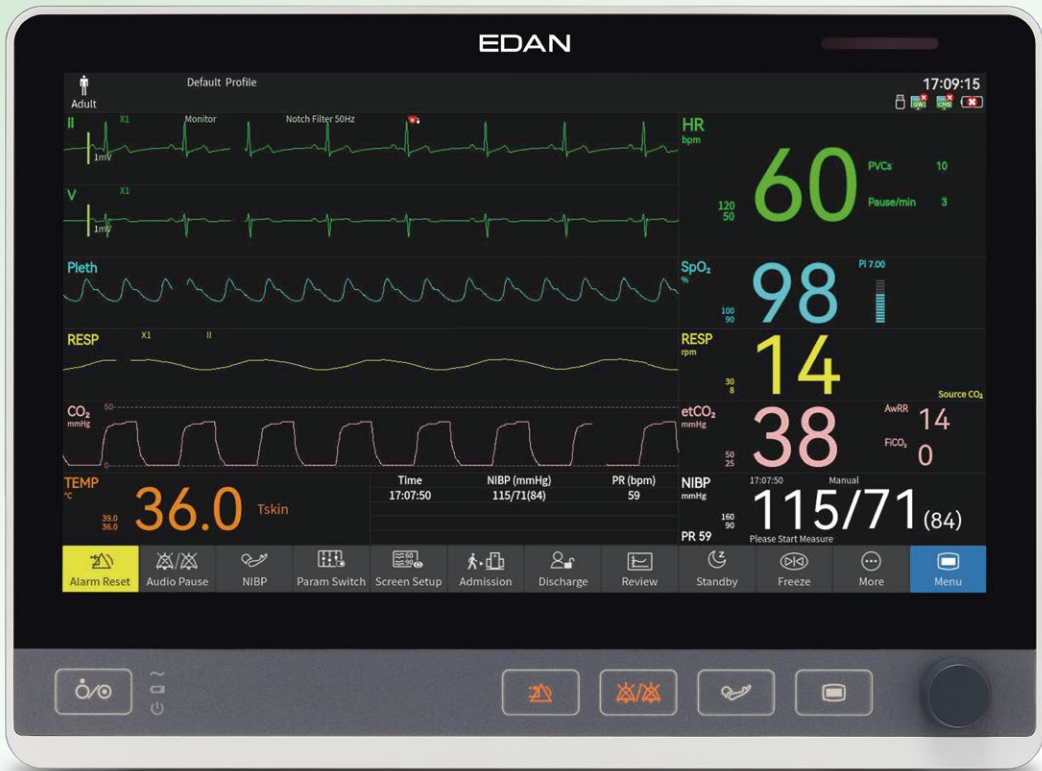 EDAN
Adult
Default Profile
17:09:15
GW
CMS
II
X1
Monitor
Notch Filter 50Hz
1mV
HR
bpm
120
50
60
PVCs 10
Pause/min 3
V
X1
1mV
Pleth
SpO₂
%
100
90
98
PI 7.00
RESP
X1
II
RESP
rpm
30
8
14
Source CO₂
CO₂
mmHg
50
0
etCO₂
mmHg
50
25
38
AwRR 14
FiCO₂ 0
TEMP
°C
39.0
36.0
36.0
Tskin
Time NIBP (mmHg) PR (bpm)
17:07:50 115/71(84) 59
NIBP
mmHg
17:07:50
Manual
160
90
115/71 (84)
PR 59
Please Start Measure
Alarm Reset
Audio Pause
NIBP
Param Switch
Screen Setup
Admission
Discharge
Review
Standby
Freeze
More
Menu